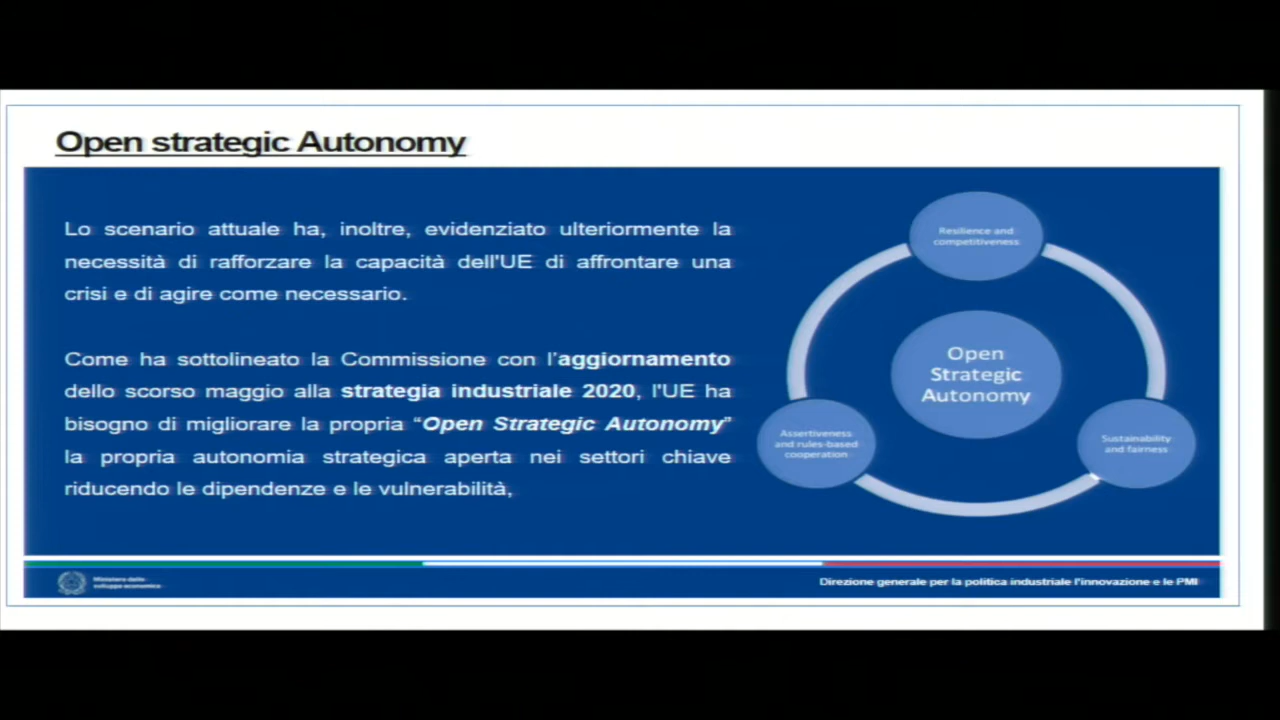 Open strategic Autonomy
Lo scenario attuale ha, inoltre, evidenziato ulteriormente la
necessità di rafforzare la capacità dell'UE di affrontare una
crisi e di agire come necessario.
Come ha sottolineato la Commissione con l'aggiornamento
dello scorso maggio alla strategia industriale 2020, l'UE ha
bisogno di migliorare la propria “Open Strategic Autonomy”
la propria autonomia strategica aperta nei settori chiave
riducendo le dipendenze e le vulnerabilità,
Resilience and
competitiveness
Open
Strategic
Autonomy
Assertiveness
and rules-based
cooperation
Sustainability
and fairness
Ministero dello
sviluppo economico
Direzione generale per la politica industriale l'innovazione e le PMI